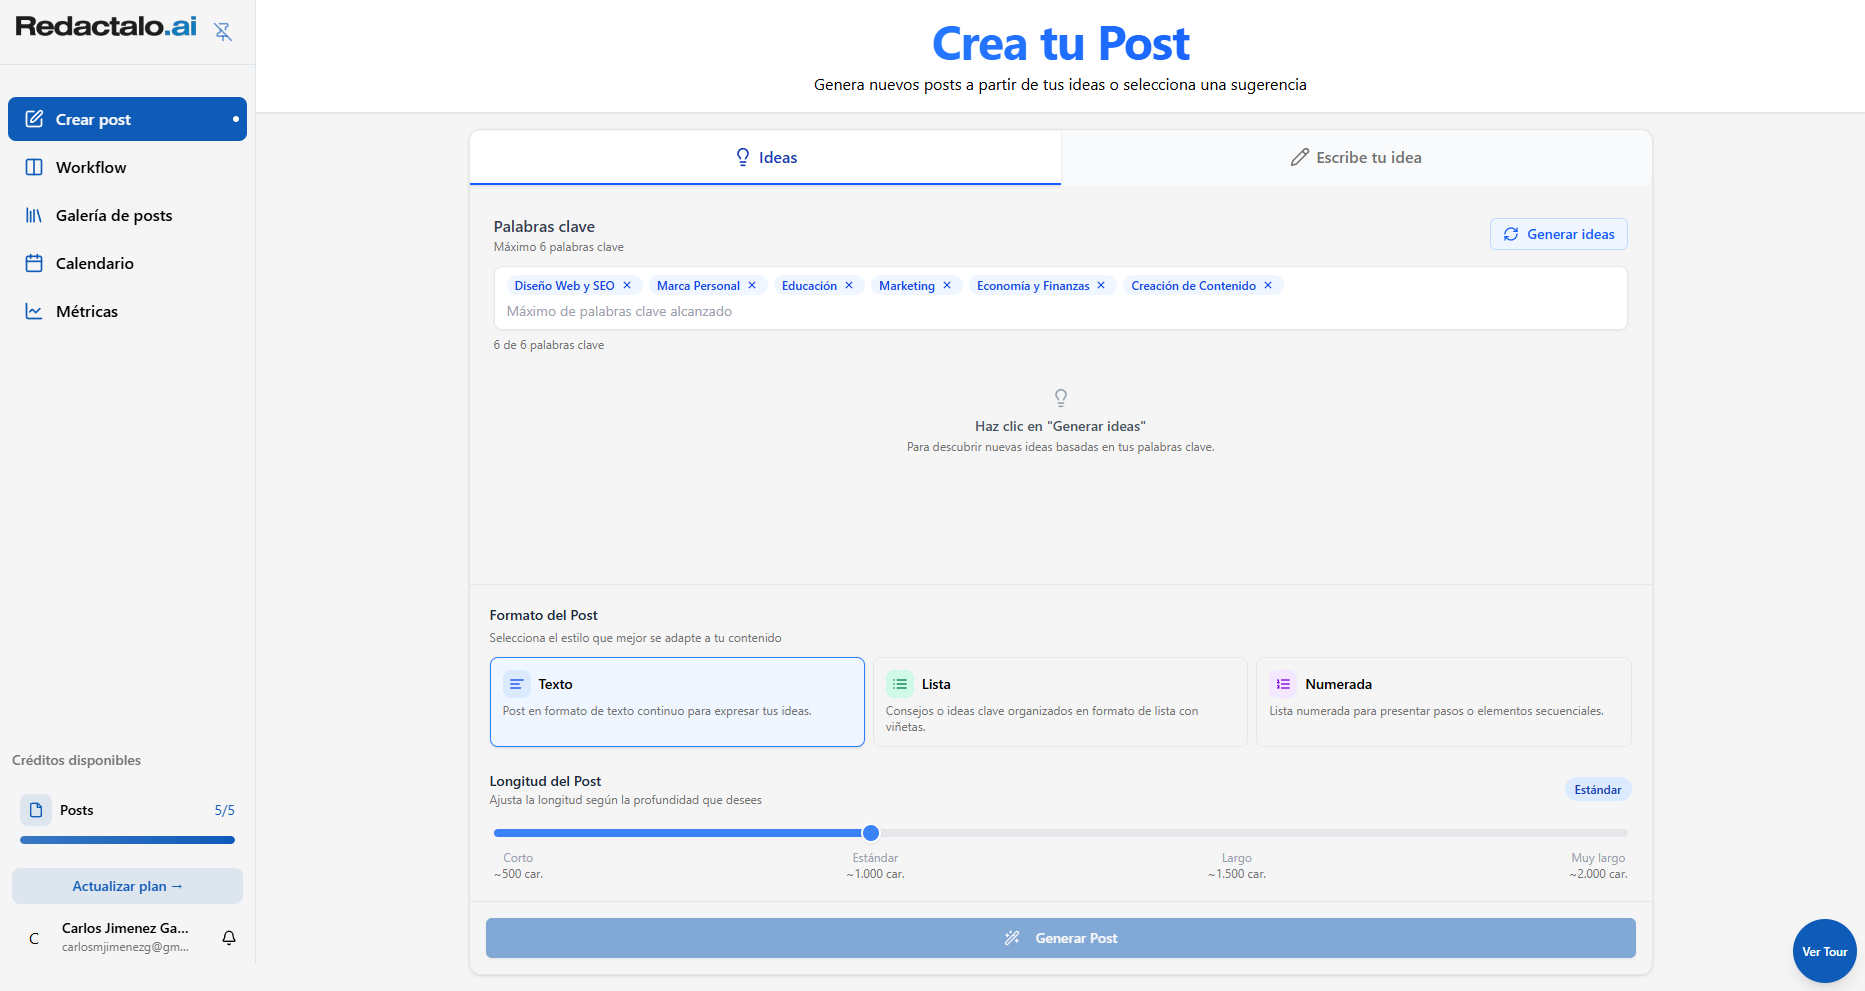 Redactalo.ai
Crear post
Workflow
Galería de posts
Calendario
Métricas
Créditos disponibles
Posts
5/5
Actualizar plan →
C
Carlos Jimenez Ga...
carlosmjimenezg@gm...
Crea tu Post
Genera nuevos posts a partir de tus ideas o selecciona una sugerencia
Ideas
Escribe tu idea
Palabras clave
Máximo 6 palabras clave
Generar ideas
Diseño Web y SEO × Marca Personal × Educación × Marketing × Economía y Finanzas × Creación de Contenido ×
Máximo de palabras clave alcanzado
6 de 6 palabras clave
Haz clic en "Generar ideas"
Para descubrir nuevas ideas basadas en tus palabras clave.
Formato del Post
Selecciona el estilo que mejor se adapte a tu contenido
Texto
Post en formato de texto continuo para expresar tus ideas.
Lista
Consejos o ideas clave organizados en formato de lista con
viñetas.
Numerada
Lista numerada para presentar pasos o elementos secuenciales.
Longitud del Post
Ajusta la longitud según la profundidad que desees
Estándar
Corto
~500 car.
Estándar
~1.000 car.
Largo
~1.500 car.
Muy largo
~2.000 car.
Generar Post
Ver Tour